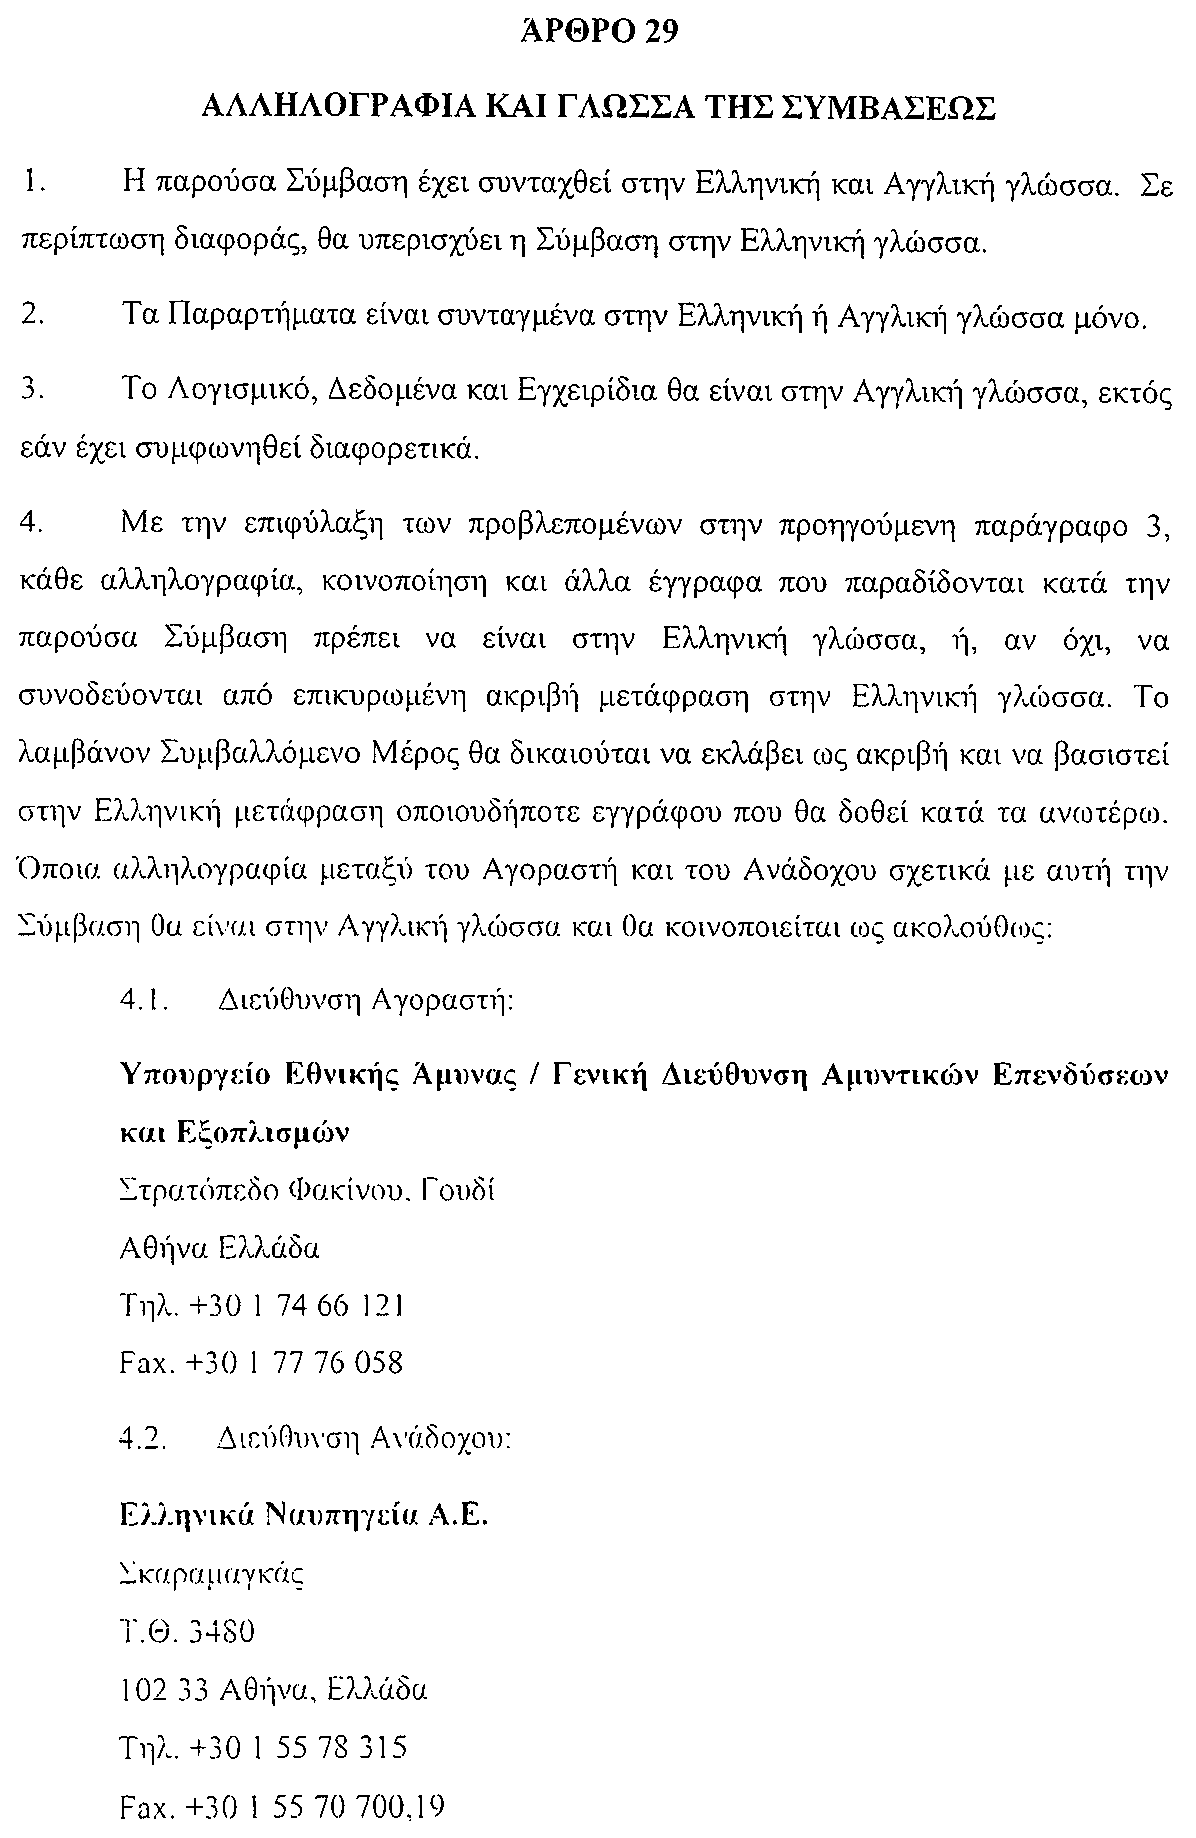 ΆΡΘΡΟ 29
ΑΛΛΗΛΟΓΡΑΦΙΑ ΚΑΙ ΓΛΩΣΣΑ ΤΗΣ ΣΥΜΒΑΣΕΩΣ
1. Η παρούσα Σύμβαση έχει συνταχθεί στην Ελληνική και Αγγλική γλώσσα. Σε
περίπτωση διαφοράς, θα υπερισχύει η Σύμβαση στην Ελληνική γλώσσα.
2. Τα Παραρτήματα είναι συνταγμένα στην Ελληνική ή Αγγλική γλώσσα μόνο.
3. Το Λογισμικό, Δεδομένα και Εγχειρίδια θα είναι στην Αγγλική γλώσσα, εκτός
εάν έχει συμφωνηθεί διαφορετικά.
4. Με την επιφύλαξη των προβλεπομένων στην προηγούμενη παράγραφο 3,
κάθε αλληλογραφία, κοινοποίηση και άλλα έγγραφα που παραδίδονται κατά την
παρούσα Σύμβαση πρέπει να είναι στην Ελληνική γλώσσα, ή, αν όχι, να
συνοδεύονται από επικυρωμένη ακριβή μετάφραση στην Ελληνική γλώσσα. Το
λαμβάνον Συμβαλλόμενο Μέρος θα δικαιούται να εκλάβει ως ακριβή και να βασιστεί
στην Ελληνική μετάφραση οποιουδήποτε εγγράφου που θα δοθεί κατά τα ανωτέρω.
Όποια αλληλογραφία μεταξύ του Αγοραστή και του Ανάδοχου σχετικά με αυτή την
Σύμβαση θα είναι στην Αγγλική γλώσσα και θα κοινοποιείται ως ακολούθως:
4.1. Διεύθυνση Αγοραστή:
Υπουργείο Εθνικής Άμυνας / Γενική Διεύθυνση Αμυντικών Επενδύσεων
και Εξοπλισμών
Στρατόπεδο Φακίνου, Γουδί
Αθήνα Ελλάδα
Τηλ. +30 1 74 66 121
Fax. +30 1 77 76 058
4.2. Διεύθυνση Ανάδοχου:
Ελληνικά Ναυπηγεία Α.Ε.
Σκαραμαγκάς
Τ.Θ. 3480
102 33 Αθήνα, Ελλάδα
Τηλ. +30 1 55 78 315
Fax. +30 1 55 70 700,19